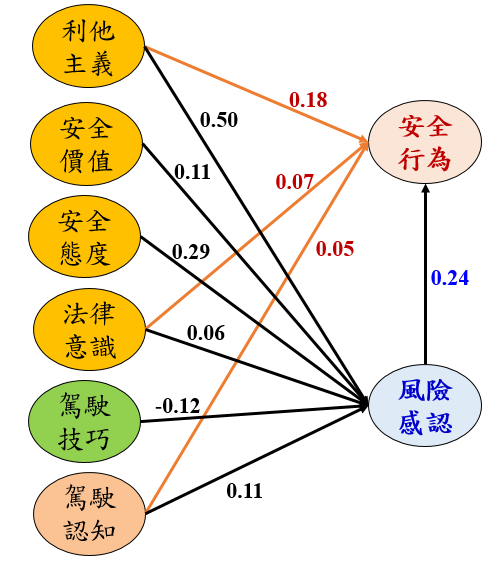 利他
主義
0.18
0.50
安全
價值
安全
行為
0.11
0.07
安全
態度
0.29
0.05
0.24
法律
意識
0.06
駕駛
技巧
-0.12
風險
感認
駕駛
認知
0.11